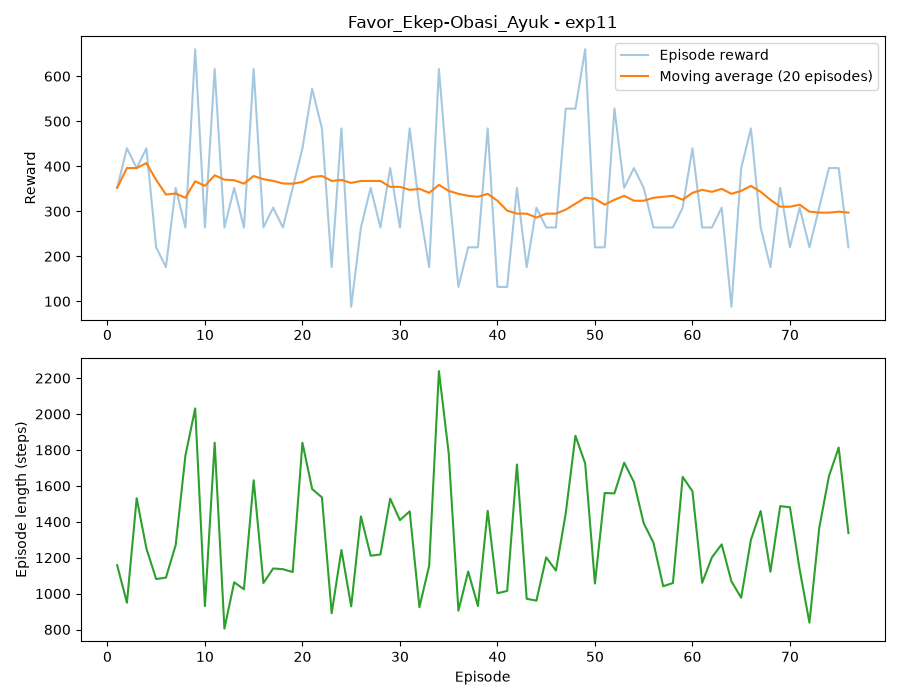 Favor_Ekep-Obasi_Ayuk - exp11
Episode reward
Moving average (20 episodes)
Reward
600
500
400
300
200
100
0 10 20 30 40 50 60 70
Episode length (steps)
2200
2000
1800
1600
1400
1200
1000
800
0 10 20 30 40 50 60 70
Episode